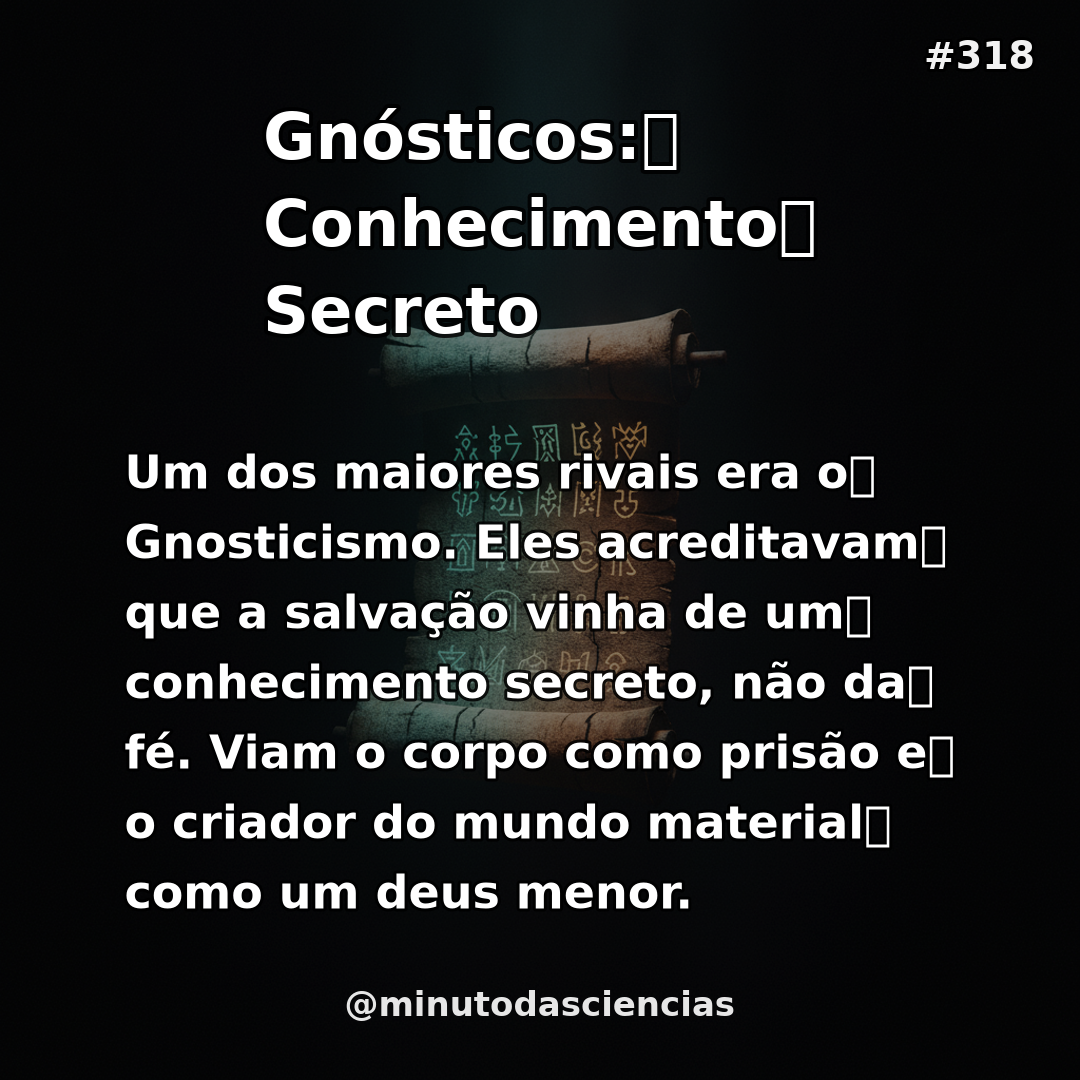 #318
Gnósticos:
Conhecimento
Secreto
Um dos maiores rivais era o
Gnosticismo. Eles acreditavam
que a salvação vinha de um
conhecimento secreto, não da
fé. Viam o corpo como prisão e
o criador do mundo material
como um deus menor.
@minutodasciencias